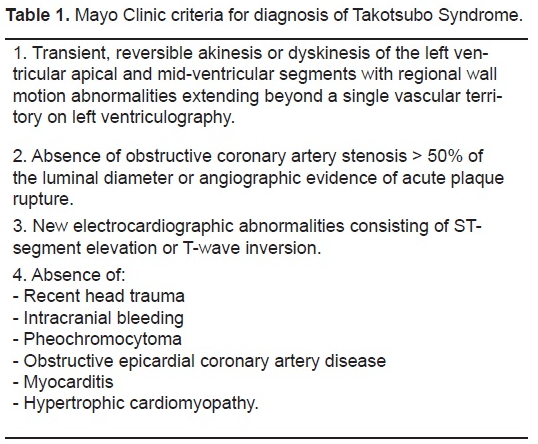 Table 1. Mayo Clinic criteria for diagnosis of Takotsubo Syndrome.
1. Transient, reversible akinesis or dyskinesis of the left ven-
tricular apical and mid-ventricular segments with regional wall
motion abnormalities extending beyond a single vascular terri-
tory on left ventriculography.
2. Absence of obstructive coronary artery stenosis > 50% of
the luminal diameter or angiographic evidence of acute plaque
rupture.
3. New electrocardiographic abnormalities consisting of ST-
segment elevation or T-wave inversion.
4. Absence of:
- Recent head trauma
- Intracranial bleeding
- Pheochromocytoma
- Obstructive epicardial coronary artery disease
- Myocarditis
- Hypertrophic cardiomyopathy.